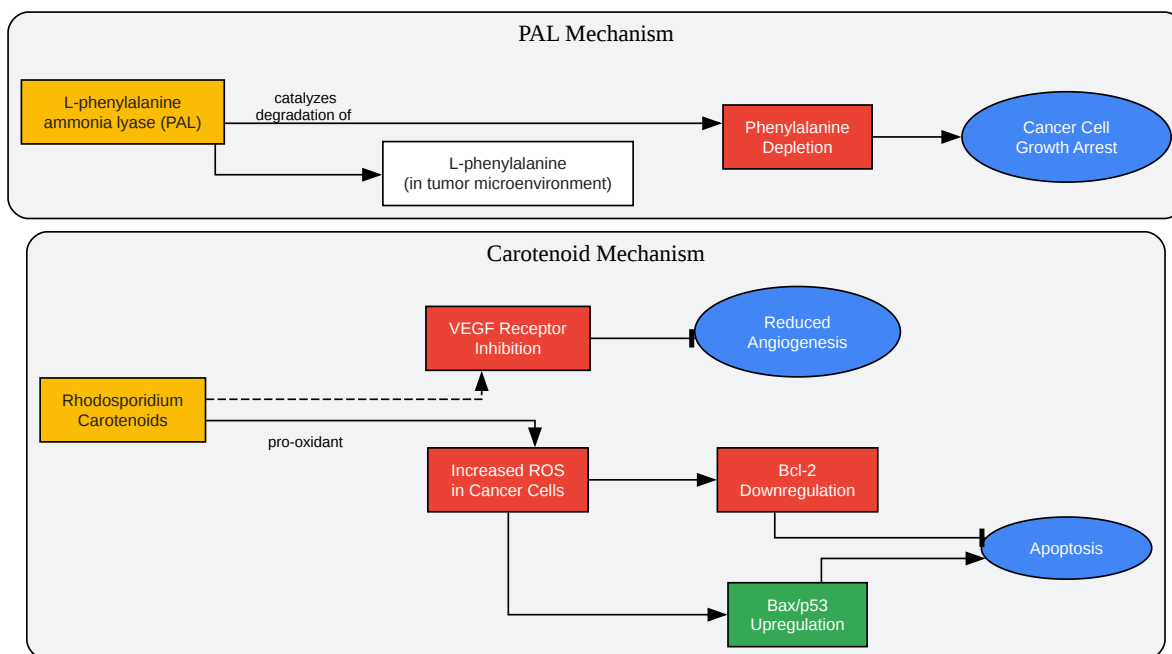 PAL Mechanism
L-phenylalanine
ammonia lyase (PAL)
catalyzes
degradation of
Phenylalanine
Depletion
Cancer Cell
Growth Arrest
L-phenylalanine
(in tumor microenvironment)
Carotenoid Mechanism
VEGF Receptor
Inhibition
Reduced
Angiogenesis
Rhodosporidium
Carotenoids
pro-oxidant
Increased ROS
in Cancer Cells
Bcl-2
Downregulation
Apoptosis
Bax/p53
Upregulation